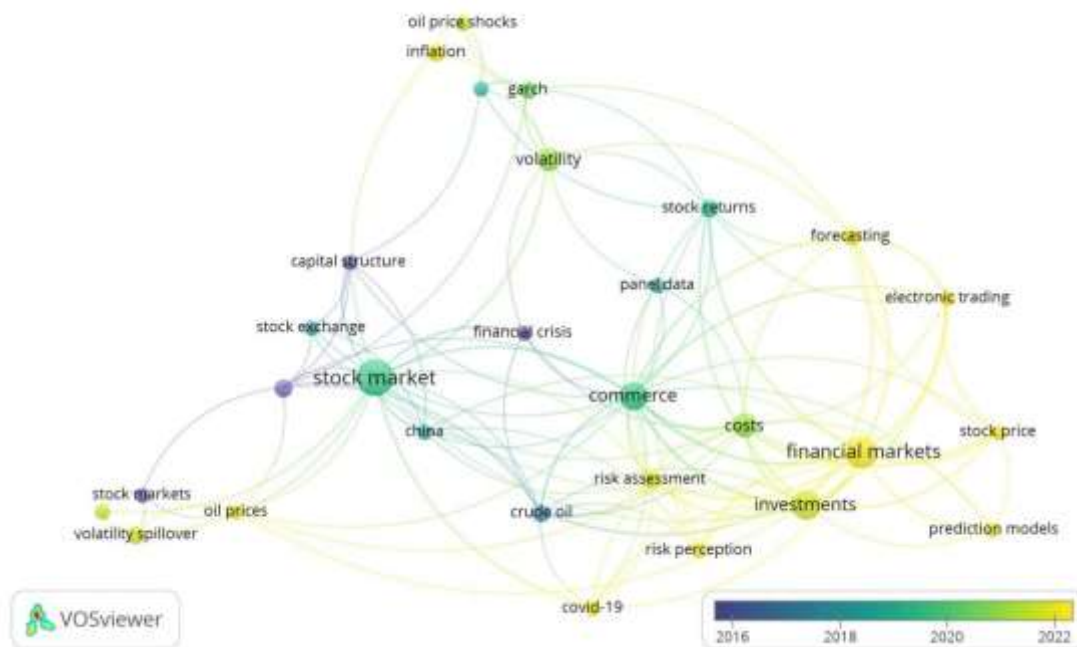 oil price shocks
inflation
garch
volatility
stock returns
forecasting
capital structure
panel data
electronic trading
stock exchange
financial crisis
stock market
commerce
china
costs
stock price
financial markets
risk assessment
stock markets
oil prices
crude oil
investments
volatility spillover
risk perception
prediction models
covid-19
VOSviewer
2016 2018 2020 2022